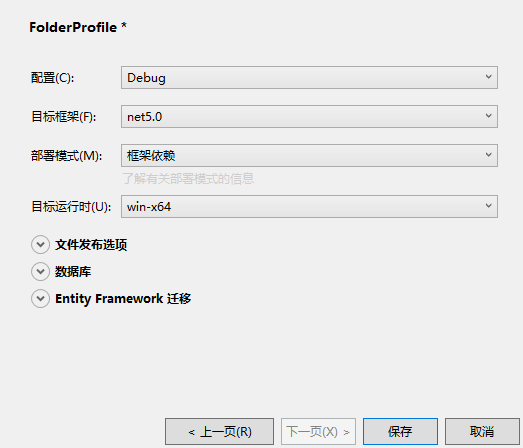 FolderProfile *
配置(C): Debug
目标框架(F): net5.0
部署模式(M): 框架依赖
了解有关部署模式的信息
目标运行时(U): win-x64
文件发布选项
数据库
Entity Framework 迁移
< 上一页(R) 下一页(X) > 保存 取消